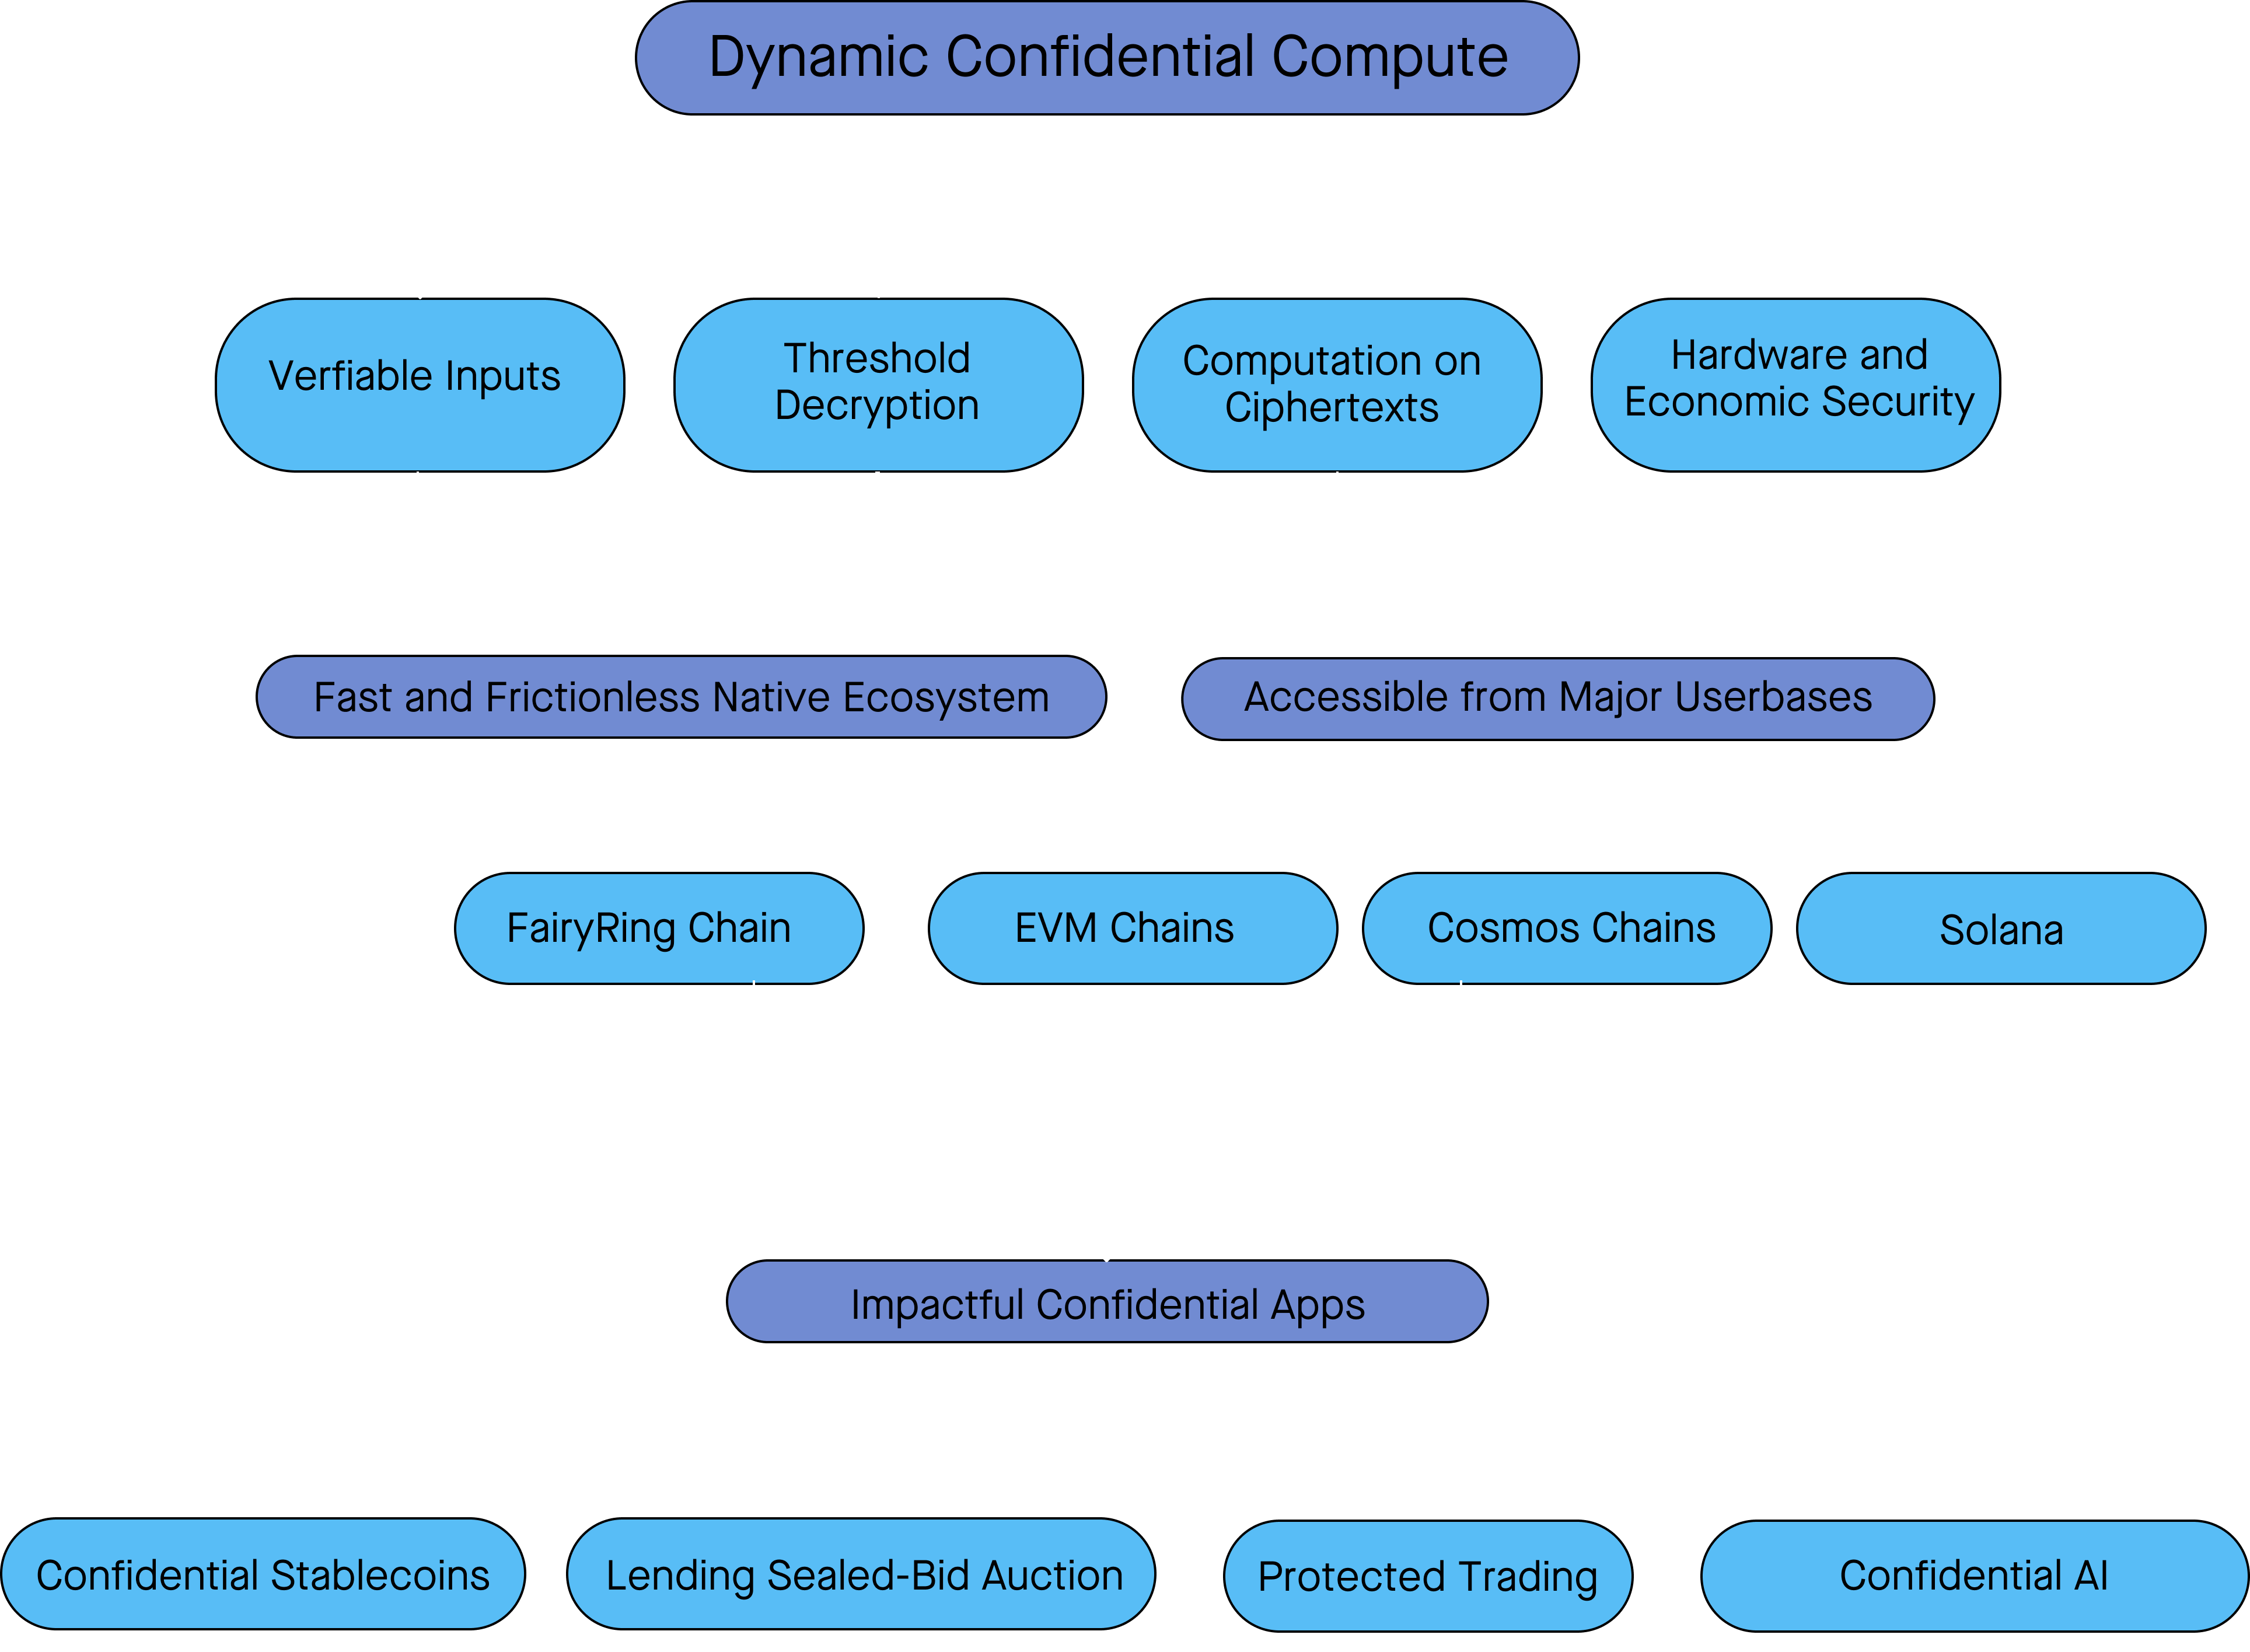 Dynamic Confidential Compute
Verfiable Inputs
Threshold
Decryption
Computation on
Ciphertexts
Hardware and
Economic Security
Fast and Frictionless Native Ecosystem
Accessible from Major Userbases
FairyRing Chain
EVM Chains
Cosmos Chains
Solana
Impactful Confidential Apps
Confidential Stablecoins
Lending Sealed-Bid Auction
Protected Trading
Confidential AI